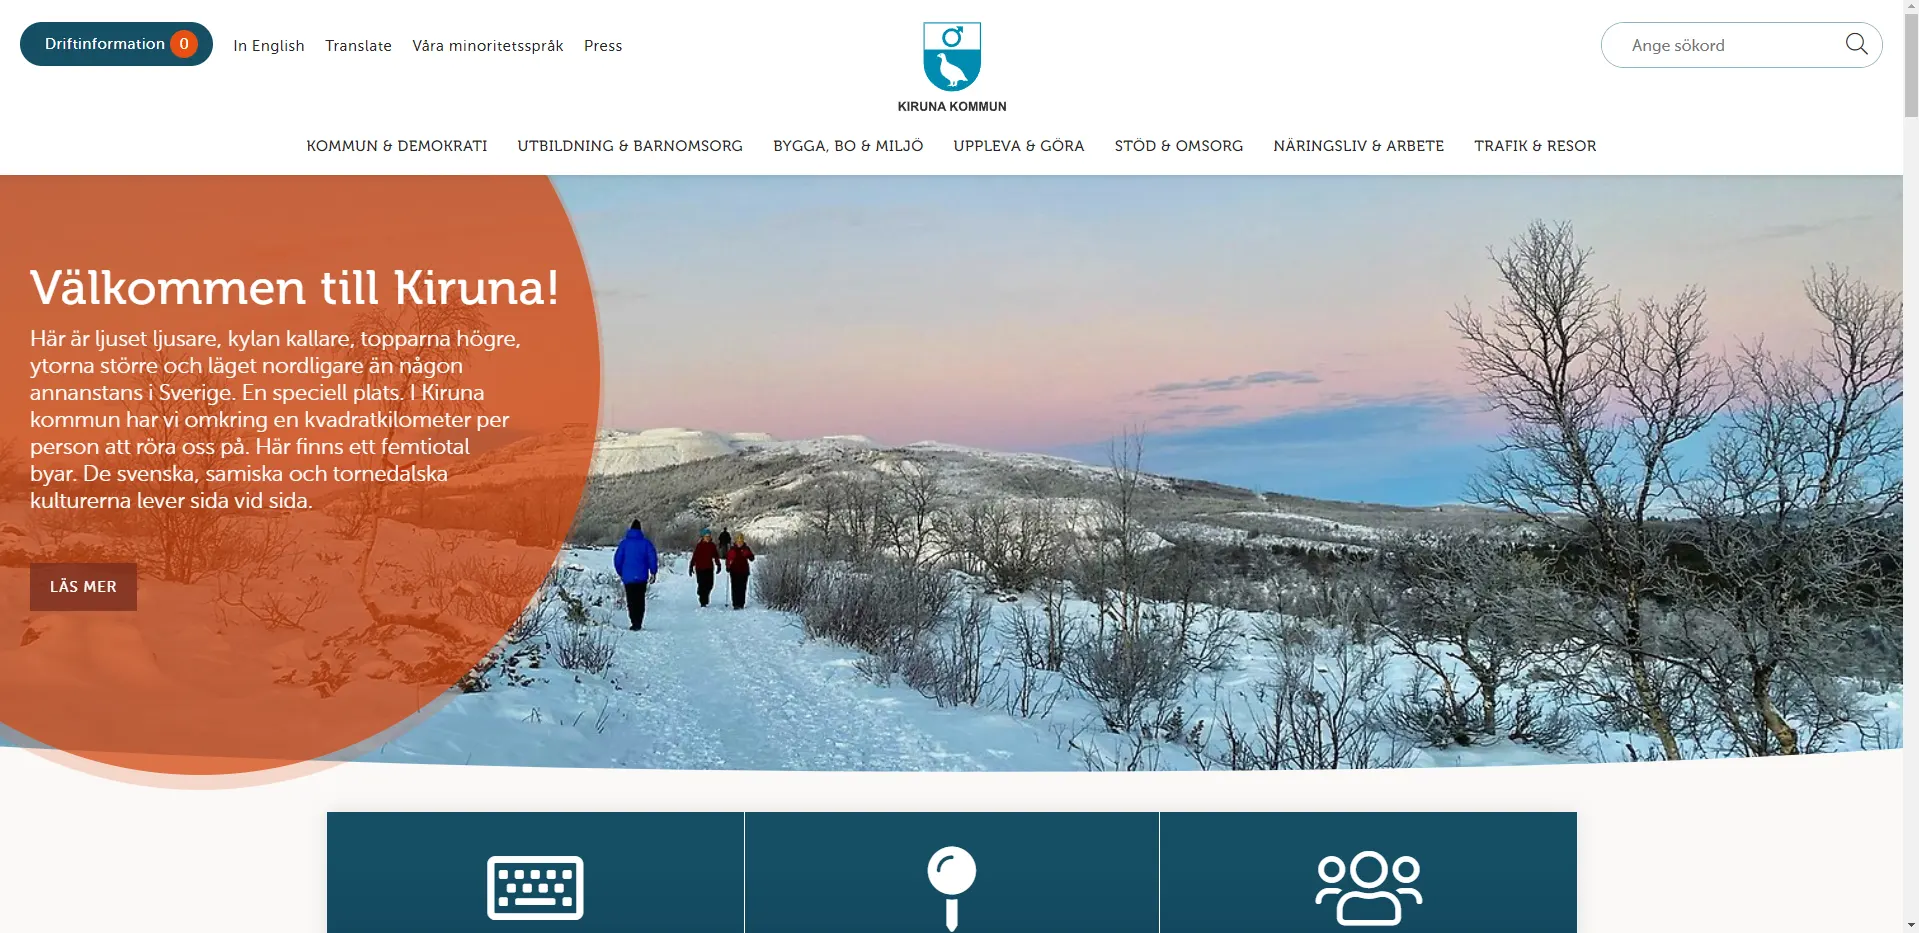 Driftinformation 0
In English Translate Våra minoritetsspråk Press
KIRUNA KOMMUN
Ange sökord
KOMMUN & DEMOKRATI UTBILDNING & BARNOMSORG BYGGA, BO & MILJÖ UPPLEVA & GÖRA STÖD & OMSORG NÄRINGSLIV & ARBETE TRAFIK & RESOR
Välkommen till Kiruna!
Här är ljuset ljusare, kylan kallare, topparna högre,
ytorna större och läget nordligare än någon
annanstans i Sverige. En speciell plats. I Kiruna
kommun har vi omkring en kvadratkilometer per
person att röra oss på. Här finns ett femtiotal
byar. De svenska, samiska och tornedalska
kulturerna lever sida vid sida.
LÄS MER